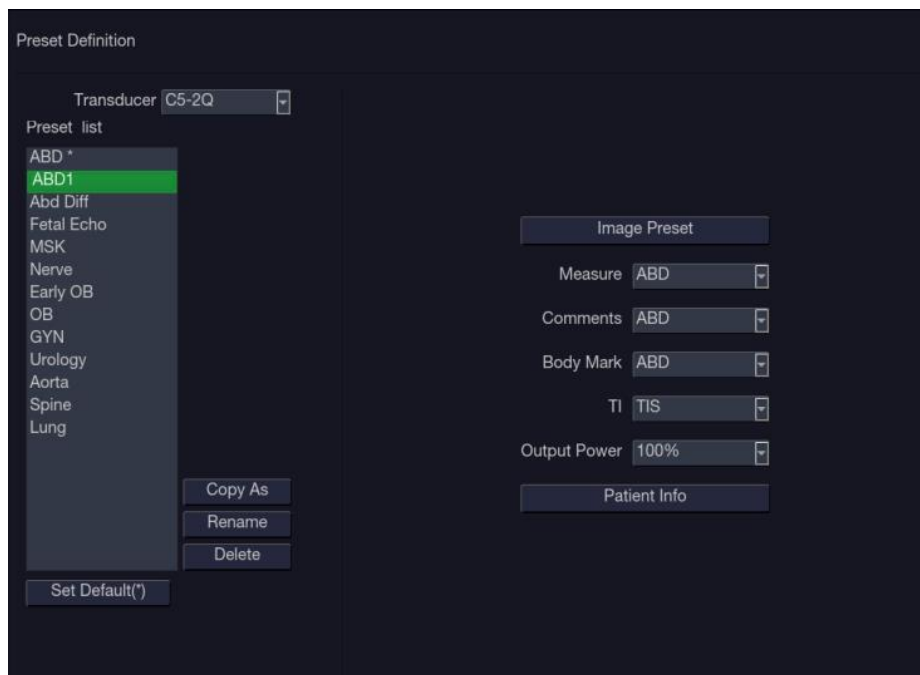 Preset Definition
Transducer C5-2Q
Preset list
ABD *
ABD1
Abd Diff
Fetal Echo
MSK
Nerve
Early OB
OB
GYN
Urology
Aorta
Spine
Lung
Copy As
Rename
Delete
Set Default(*)
Image Preset
Measure ABD
Comments ABD
Body Mark ABD
TI TIS
Output Power 100%
Patient Info